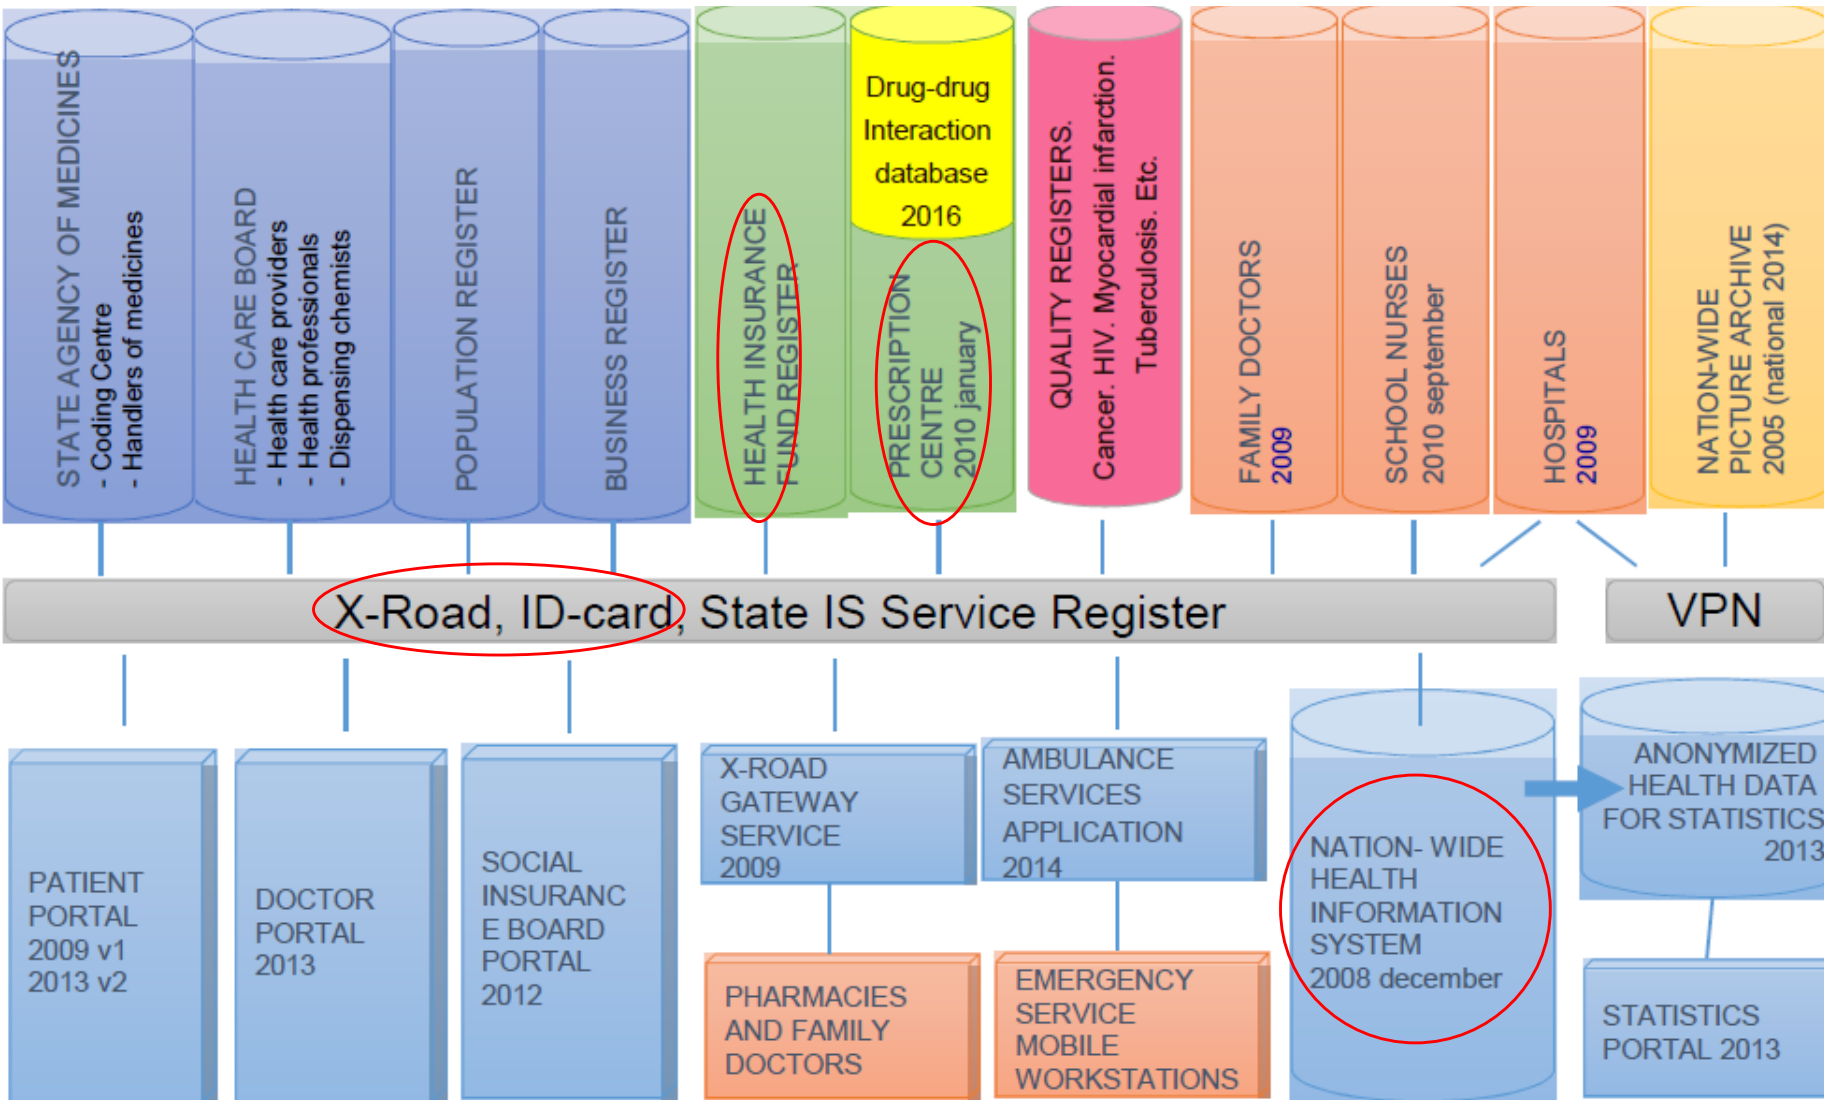 STATE AGENCY OF MEDICINES
- Coding Centre
- Handlers of medicines
HEALTH CARE BOARD
- Health care providers
- Health professionals
- Dispensing chemists
POPULATION REGISTER
BUSINESS REGISTER
HEALTH INSURANCE
FUND REGISTER
Drug-drug
Interaction
database
2016
PRESCRIPTION
CENTRE
2010 january
QUALITY REGISTERS.
Cancer. HIV. Myocardial infarction.
Tuberculosis. Etc.
FAMILY DOCTORS
2009
SCHOOL NURSES
2010 september
HOSPITALS
2009
NATION-WIDE
PICTURE ARCHIVE
2005 (national 2014)
X-Road, ID-card, State IS Service Register
VPN
PATIENT
PORTAL
2009 v1
2013 v2
DOCTOR
PORTAL
2013
SOCIAL
INSURANC
E BOARD
PORTAL
2012
X-ROAD
GATEWAY
SERVICE
2009
PHARMACIES
AND FAMILY
DOCTORS
AMBULANCE
SERVICES
APPLICATION
2014
EMERGENCY
SERVICE
MOBILE
WORKSTATIONS
NATION- WIDE
HEALTH
INFORMATION
SYSTEM
2008 december
ANONYMIZED
HEALTH DATA
FOR STATISTICS
2013
STATISTICS
PORTAL 2013